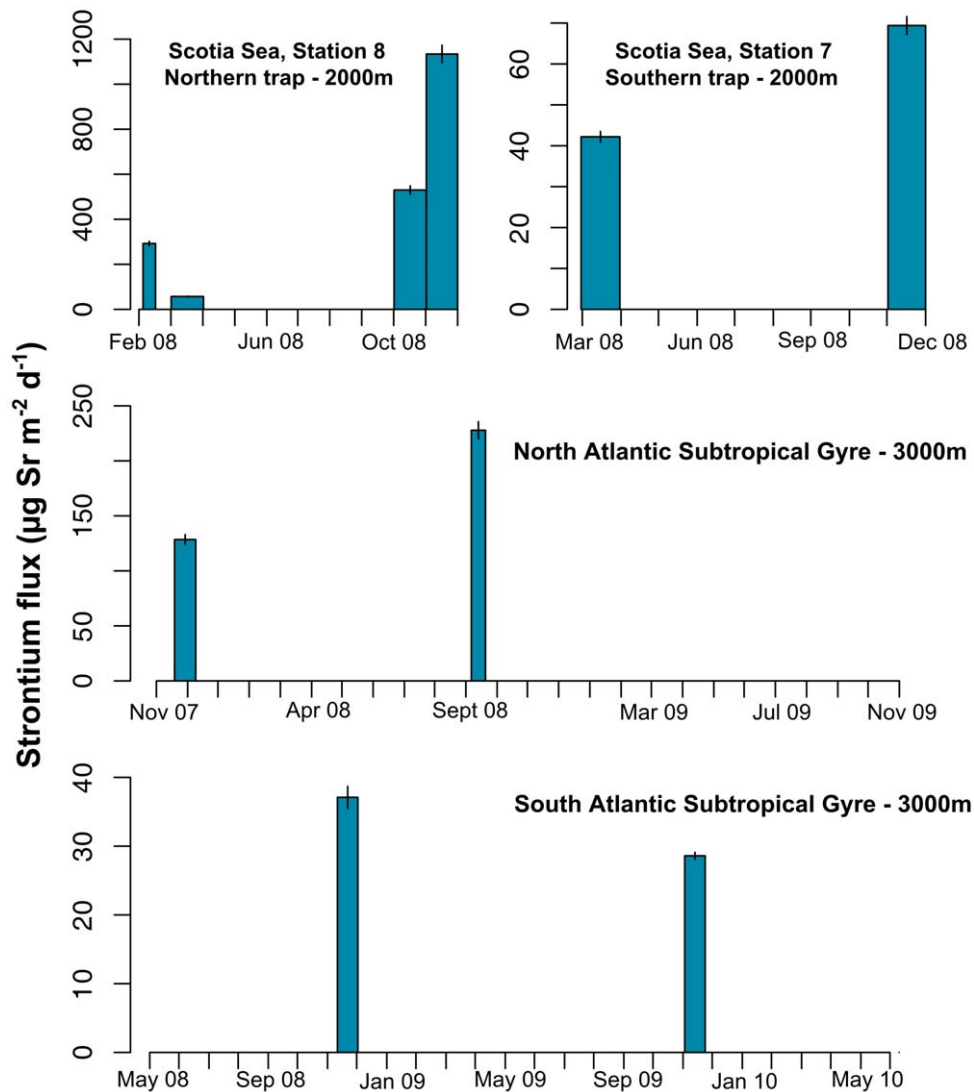 Scotia Sea, Station 8
Northern trap - 2000m
1200
800
400
0
Feb 08 Jun 08 Oct 08
Scotia Sea, Station 7
Southern trap - 2000m
60
40
20
0
Mar 08 Jun 08 Sep 08 Dec 08
Strontium flux (µg Sr m-2 d-1)
North Atlantic Subtropical Gyre - 3000m
250
150
50
0
Nov 07 Apr 08 Sept 08 Mar 09 Jul 09 Nov 09
South Atlantic Subtropical Gyre - 3000m
40
30
20
10
0
May 08 Sep 08 Jan 09 May 09 Sep 09 Jan 10 May 10